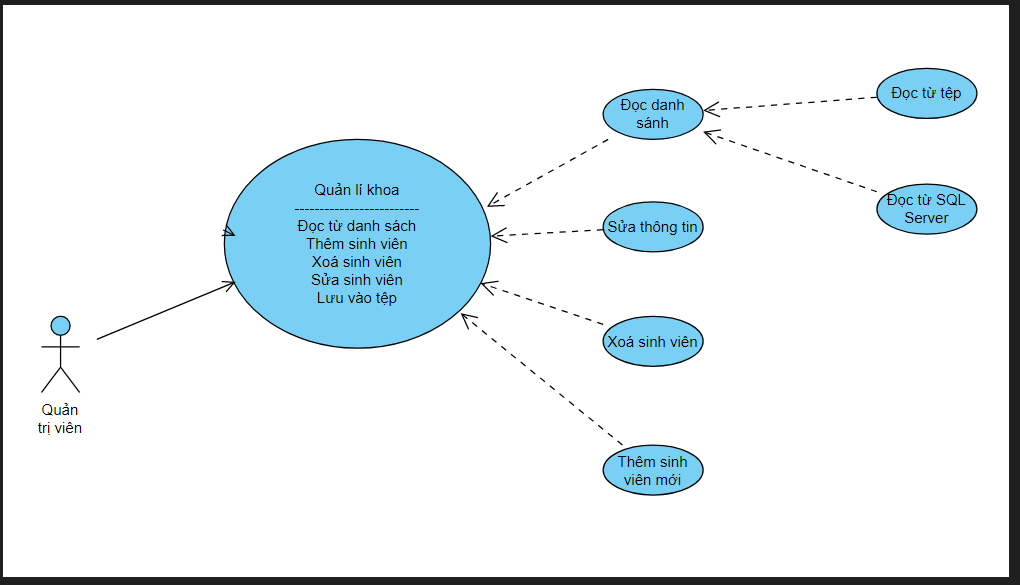 Quản lí khoa
-------------------------
Đọc từ danh sách
Thêm sinh viên
Xoá sinh viên
Sửa sinh viên
Lưu vào tệp
Quản
trị viên
Đọc danh
sánh
Sửa thông tin
Xoá sinh viên
Thêm sinh
viên mới
Đọc từ tệp
Đọc từ SQL
Server